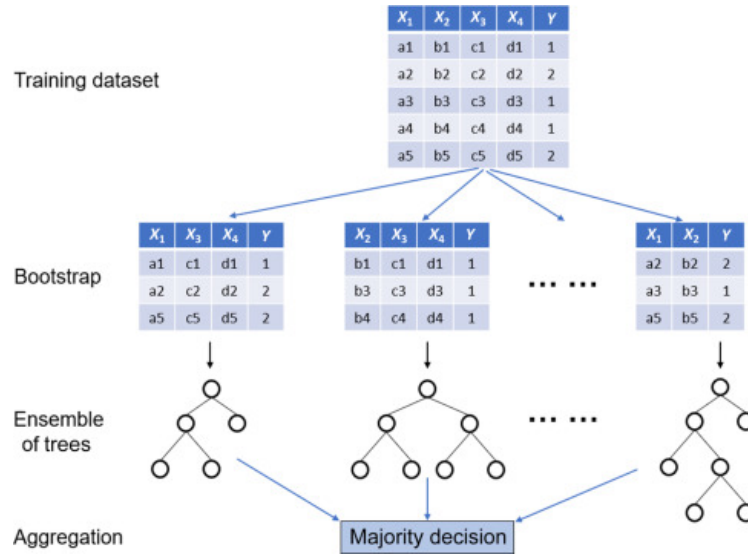 X1 X2 X3 X4 Y
a1 b1 c1 d1 1
a2 b2 c2 d2 2
Training dataset
a3 b3 c3 d3 1
a4 b4 c4 d4 1
a5 b5 c5 d5 2
X1 X3 X4 Y
a1 c1 d1 1
a2 c2 d2 2
a5 c5 d5 2
X2 X3 X4 Y
b1 c1 d1 1
b3 c3 d3 1
b4 c4 d4 1
X1 X2 Y
a2 b2 2
a3 b3 1
a5 b5 2
Bootstrap
... ...
Ensemble
of trees
... ...
Aggregation
Majority decision